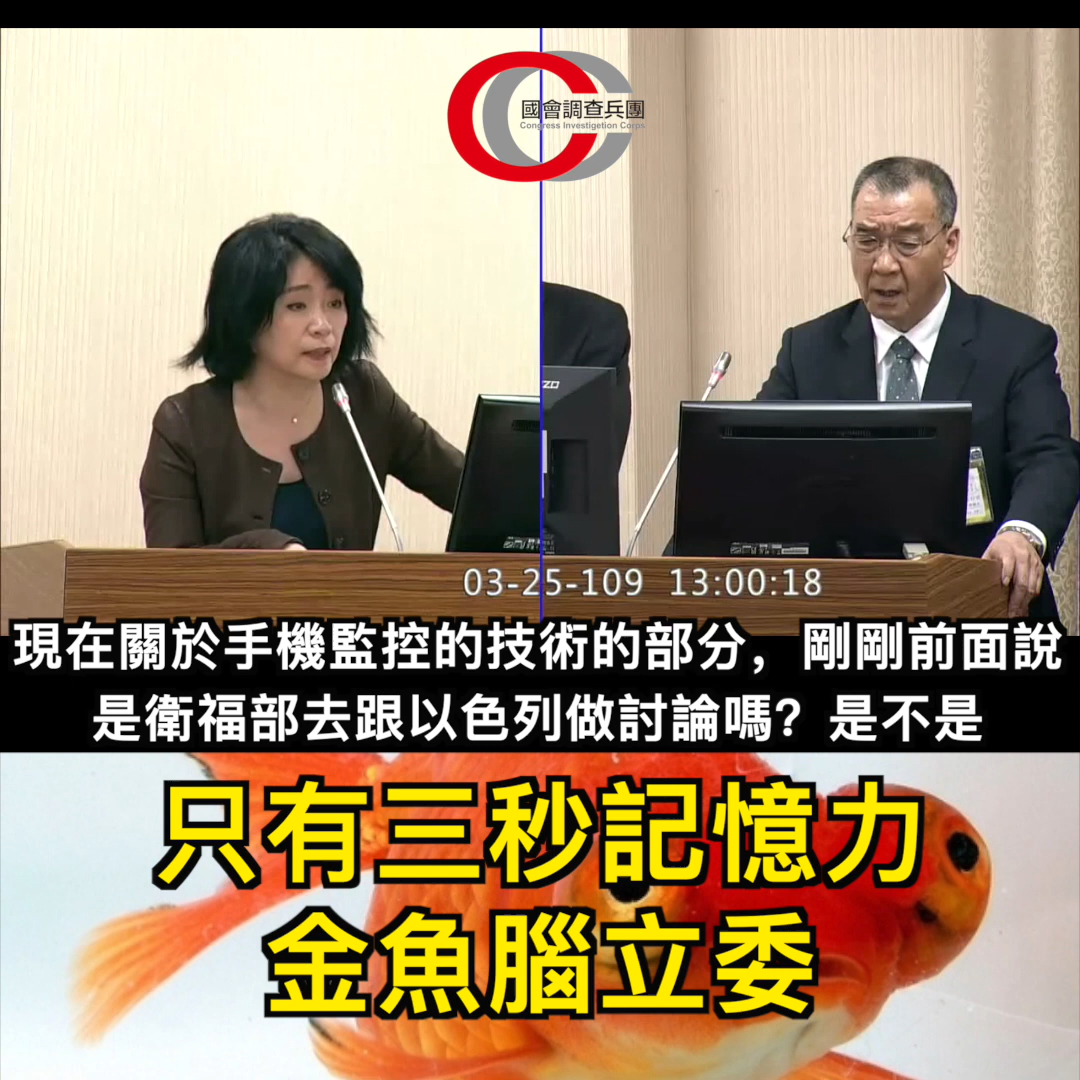 國會調查兵團
Congress Investigetion Corps
03-25-109 13:00:18
現在關於手機監控的技術的部分，剛剛前面說
是衛福部去跟以色列做討論嗎？是不是
只有三秒記憶力
金魚腦立委